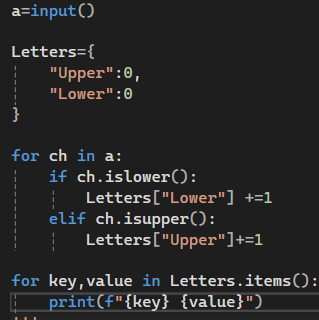 a=input()

Letters={
    "Upper":0,
    "Lower":0
}

for ch in a:
    if ch.islower():
        Letters["Lower"] +=1
    elif ch.isupper():
        Letters["Upper"]+=1

for key,value in Letters.items():
    print(f"{key} {value}")
'''